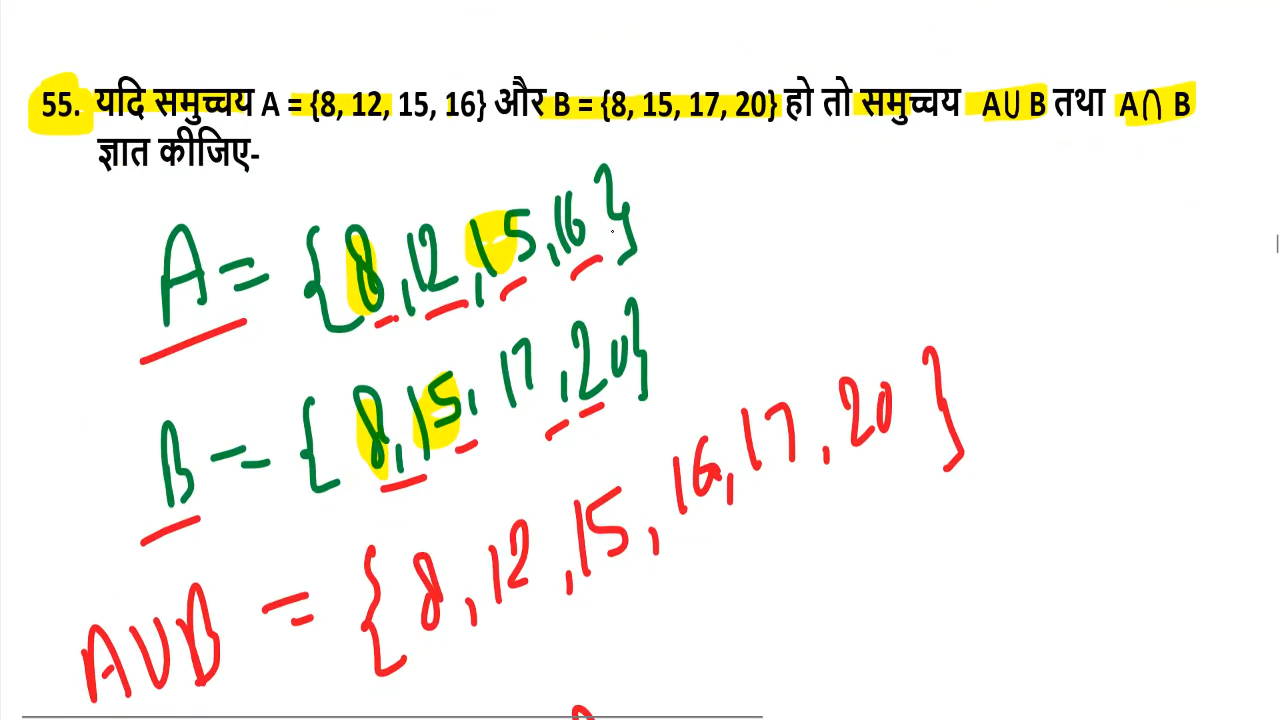 55. यदि समुच्चय A = {8, 12, 15, 16} और B = {8, 15, 17, 20} हो तो समुच्चय A∪B तथा A∩ B
ज्ञात कीजिए-
A = {8,12,15,16}
B = {8,15,17,20}
A∪B = {8,12,15,16,17,20}